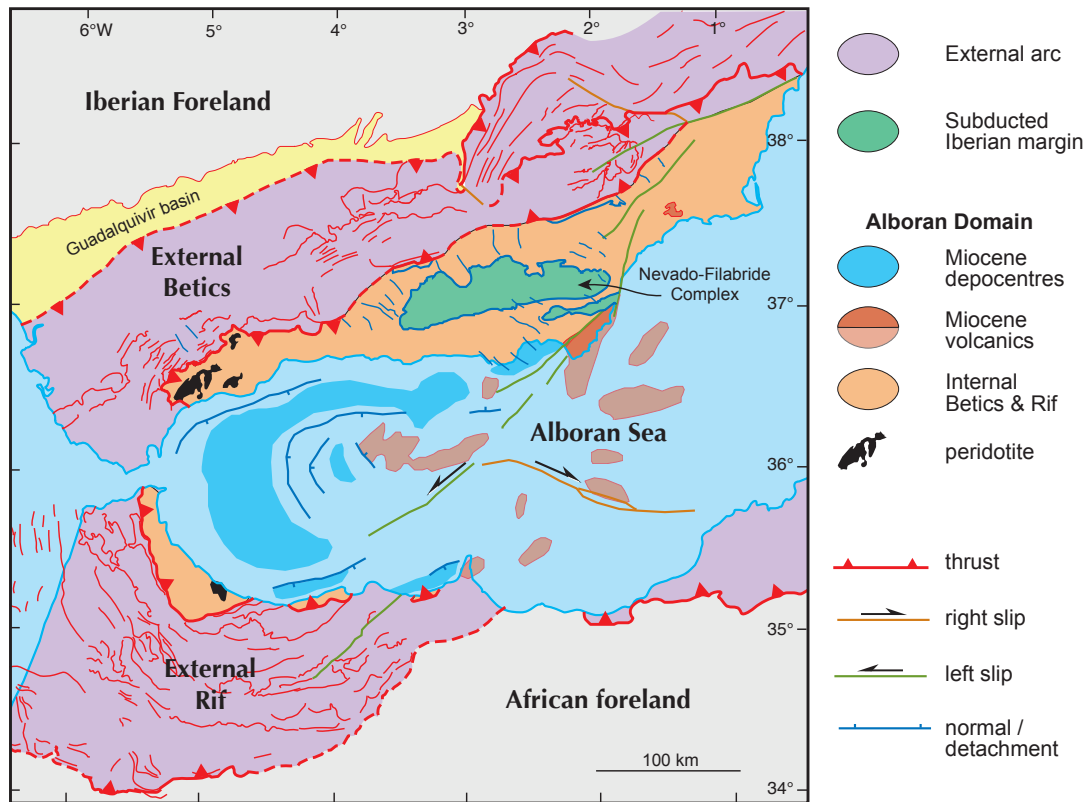 6°W
5°
4°
3°
2°
1°
Iberian Foreland
38°
Guadalquivir basin
External
Betics
Nevado-Filabride
Complex
37°
Alboran Sea
36°
35°
External
Rif
African foreland
100 km
34°
External arc
Subducted
Iberian margin
Alboran Domain
Miocene
depocentres
Miocene
volcanics
Internal
Betics & Rif
peridotite
thrust
right slip
left slip
normal /
detachment